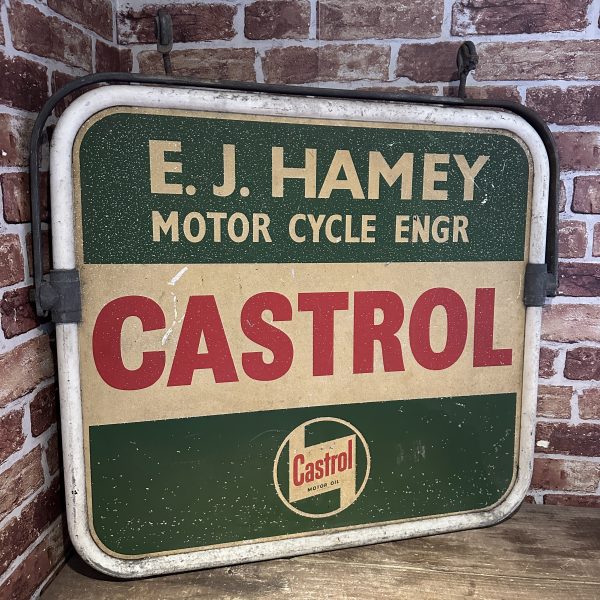 E. J. HAMEY
MOTOR CYCLE ENGR
CASTROL
Castrol
MOTOR OIL